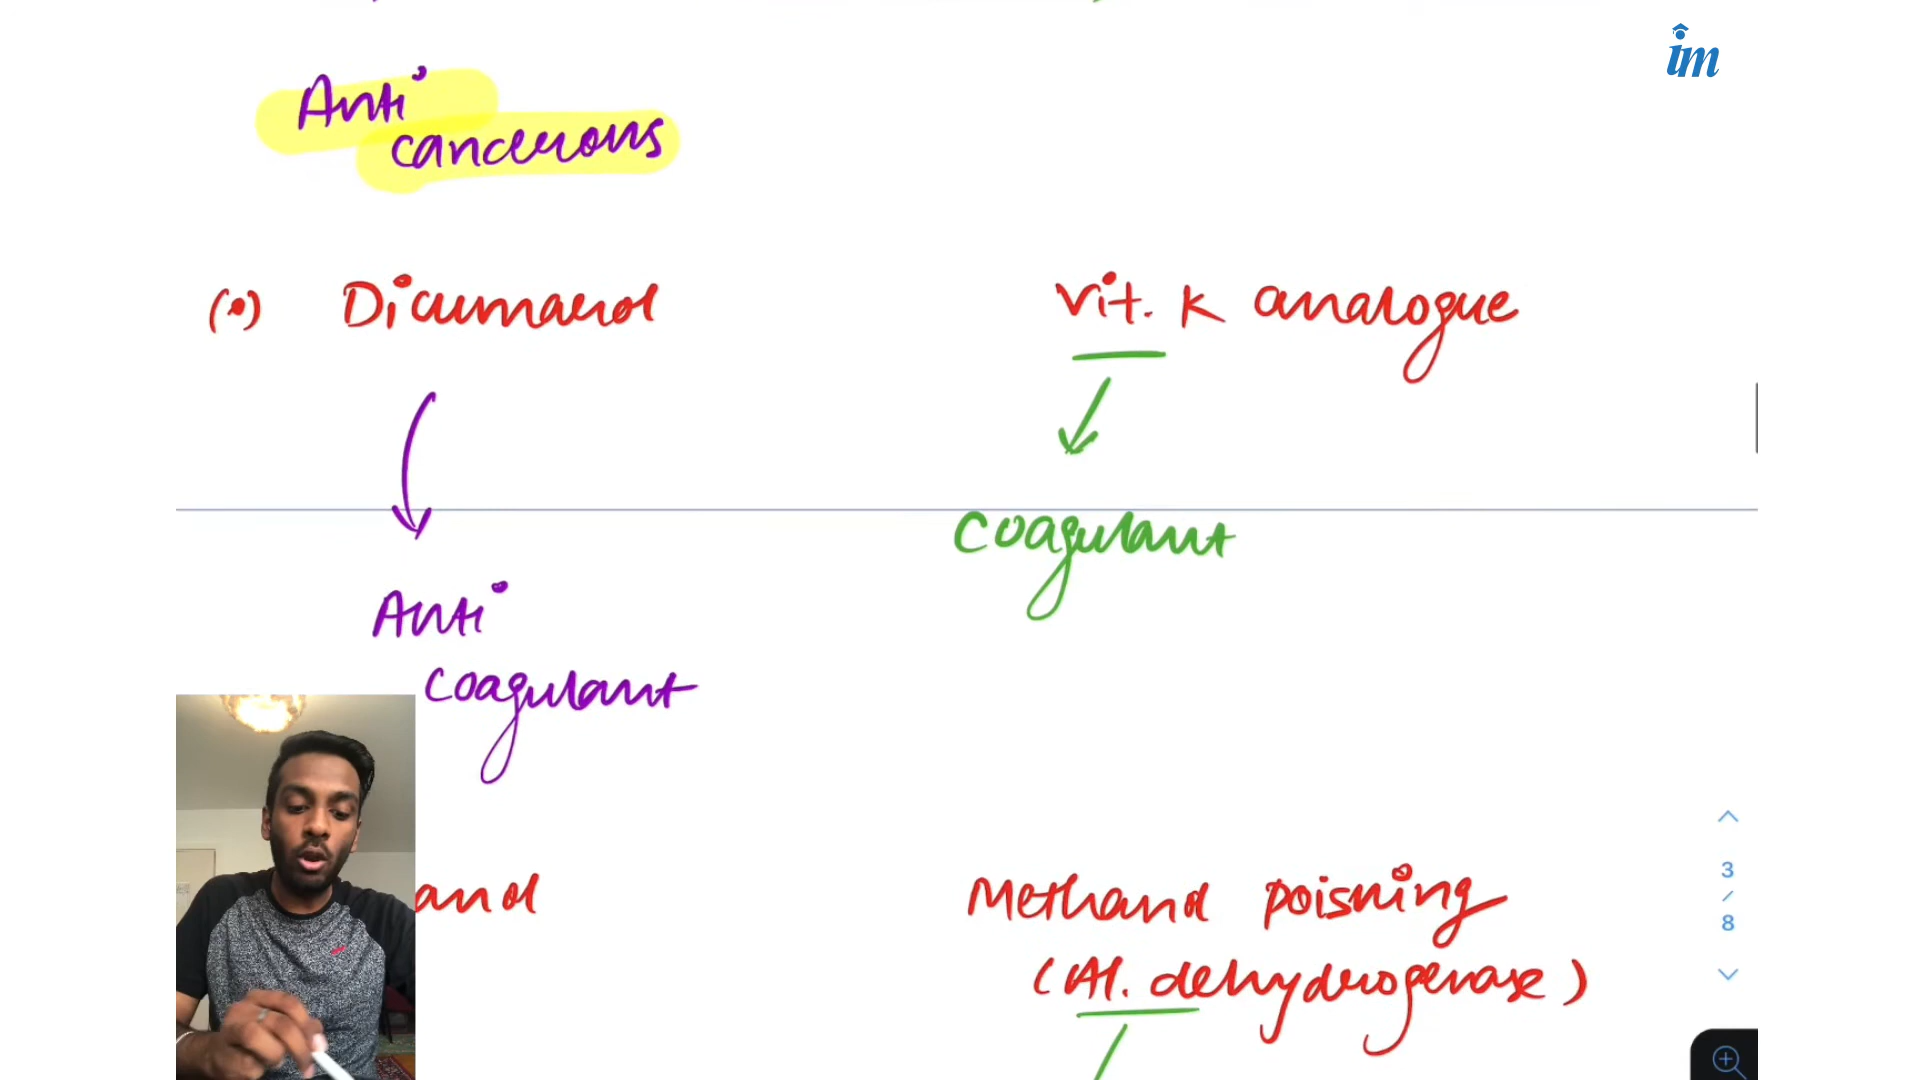 im
Anti
cancerous
(•) Dicumarol Vit. K analogue
Coagulant
Anti
coagulant
anol Methanol poisning
(Al. dehydrogenase)
3
/
8